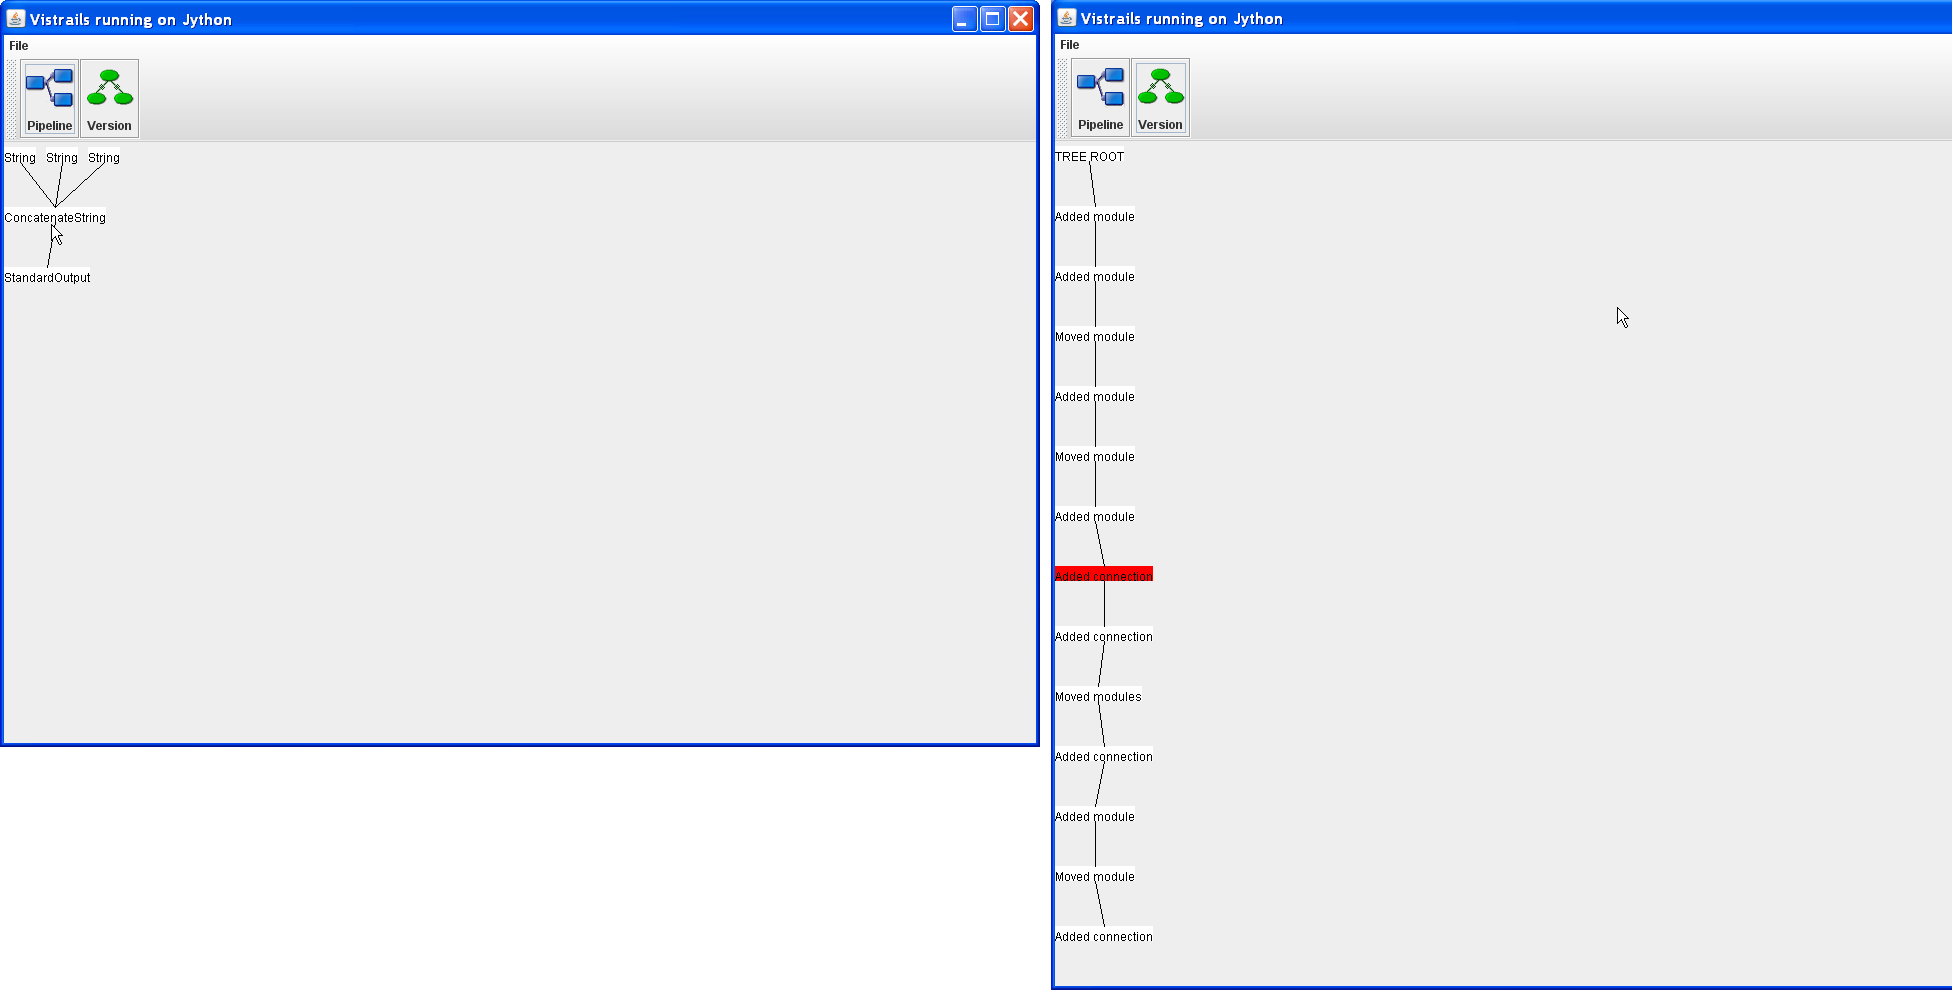 Vistrails running on Jython
File
Pipeline Version
String String String
ConcatenateString
StandardOutput
Vistrails running on Jython
File
Pipeline Version
TREE ROOT
Added module
Added module
Moved module
Added module
Moved module
Added module
Added connection
Added connection
Moved modules
Added connection
Added module
Moved module
Added connection